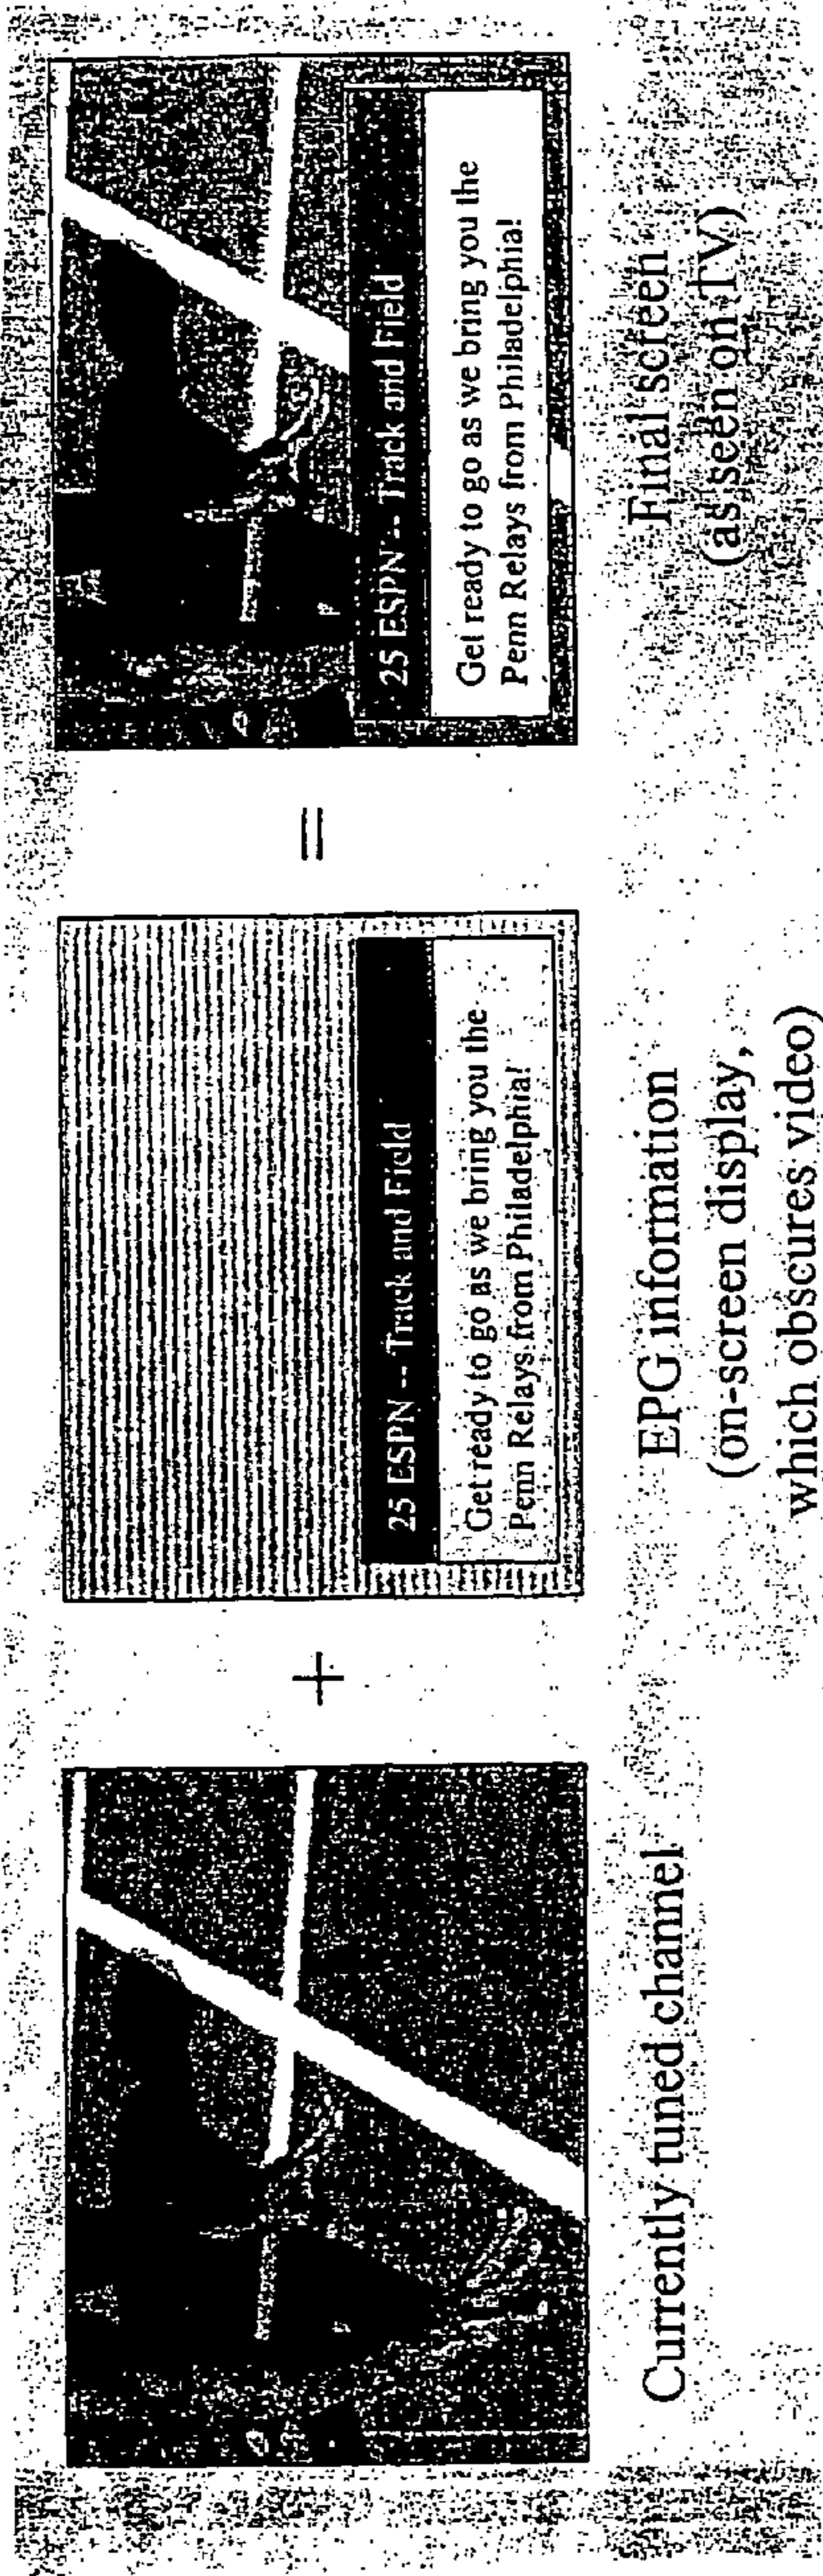 Currently tuned channel
+
25 ESPN -- Track and Field
Get ready to go as we bring you the
Penn Relays from Philadelphia!
EPG information
(on-screen display,
which obscures video)
=
25 ESPN -- Track and Field
Get ready to go as we bring you the
Penn Relays from Philadelphia!
Final screen
(as seen on TV)